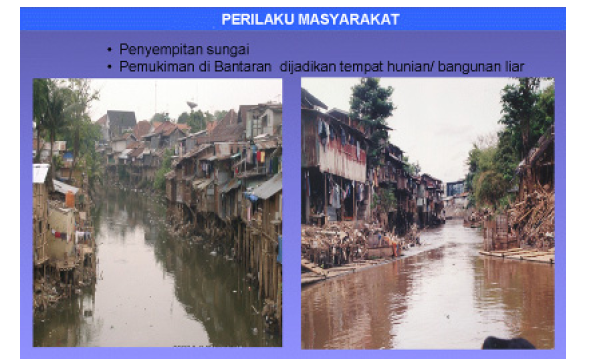 PERILAKU MASYARAKAT
• Penyempitan sungai
• Pemukiman di Bantaran dijadikan tempat hunian/ bangunan liar